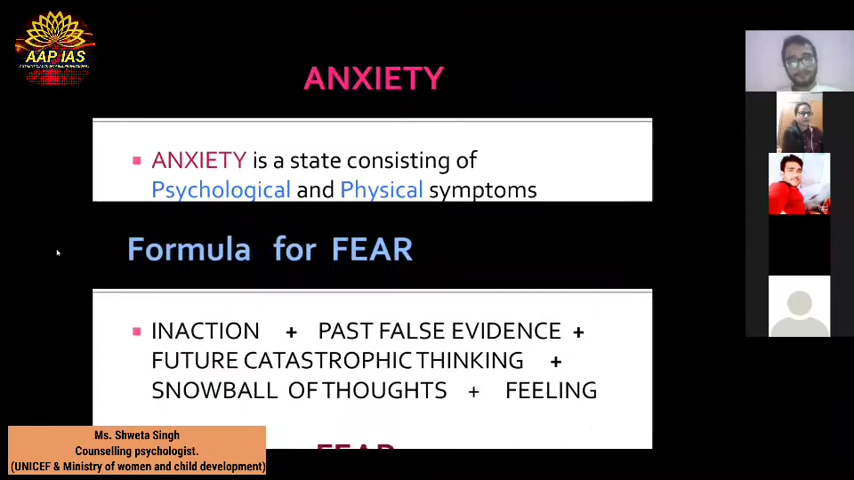 AAP IAS
ANXIETY
ANXIETY is a state consisting of
Psychological and Physical symptoms
Formula for FEAR
INACTION + PAST FALSE EVIDENCE +
FUTURE CATASTROPHIC THINKING +
SNOWBALL OF THOUGHTS + FEELING
FEAR
Ms. Shweta Singh
Counselling psychologist.
(UNICEF & Ministry of women and child development)